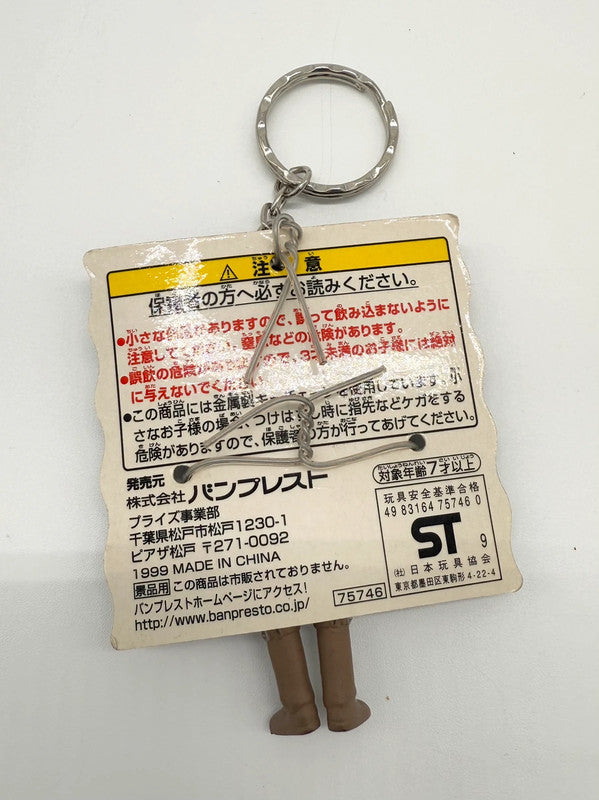 注 意
保護者の方へ必ずお読みください。
●小さな がありますので、誤って飲み込まないように
注意して 窒息などの危険があります。
●誤飲の危険が ので、3才未満のお子様には絶対
に与えないでください
●この商品には金属製キー を使用しています。小
さなお子様の場合、つけは し時に指先などケガをする
危険がありますので、保護者の方が行ってあげてください。
発売元
株式会社 バンプレスト
プライズ事業部
千葉県松戸市松戸1230-1
ピアザ松戸 〒271-0092
1999 MADE IN CHINA
景品用 この商品は市販されておりません。
バンプレストホームページにアクセス!
http://www.banpresto.co.jp/
75746
対象年齢7才以上
玩具安全基準合格
49 83164 75746 0
ST 9
(社)日本玩具協会
東京都墨田区東駒形4-22-4